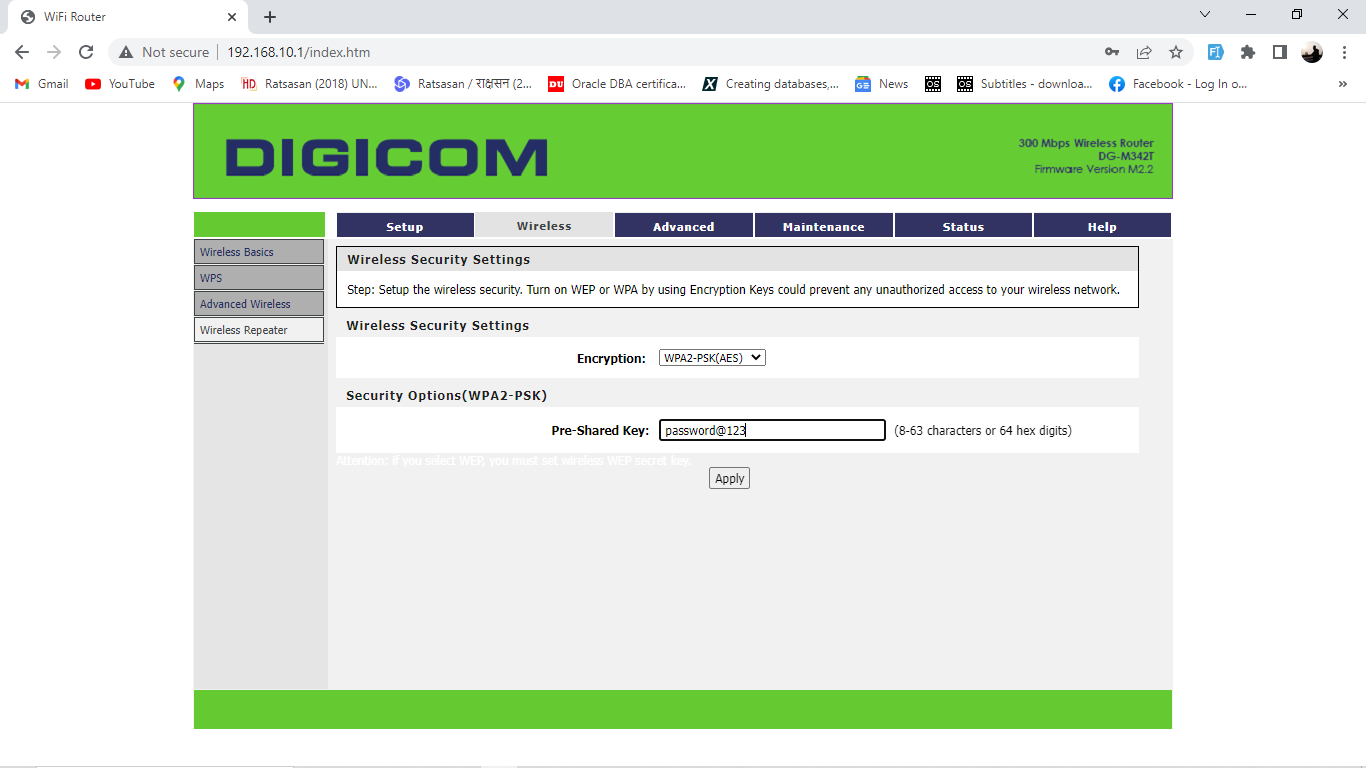 WiFi Router
Not secure 192.168.10.1/index.htm
Gmail YouTube Maps HD Ratsasan (2018) UN... Ratsasan / राक्षसन (2... DU Oracle DBA certifica... Creating databases,... GE News OS OS Subtitles - downloa... Facebook - Log In o... »
DIGICOM
300 Mbps Wireless Router
DG-M342T
Firmware Version M2.2
Setup Wireless Advanced Maintenance Status Help
Wireless Basics
WPS
Advanced Wireless
Wireless Repeater
Wireless Security Settings
Step: Setup the wireless security. Turn on WEP or WPA by using Encryption Keys could prevent any unauthorized access to your wireless network.
Wireless Security Settings
Encryption: WPA2-PSK(AES)
Security Options(WPA2-PSK)
Pre-Shared Key: password@123 (8-63 characters or 64 hex digits)
Attention: if you select WEP, you must set wireless WEP secret key.
Apply